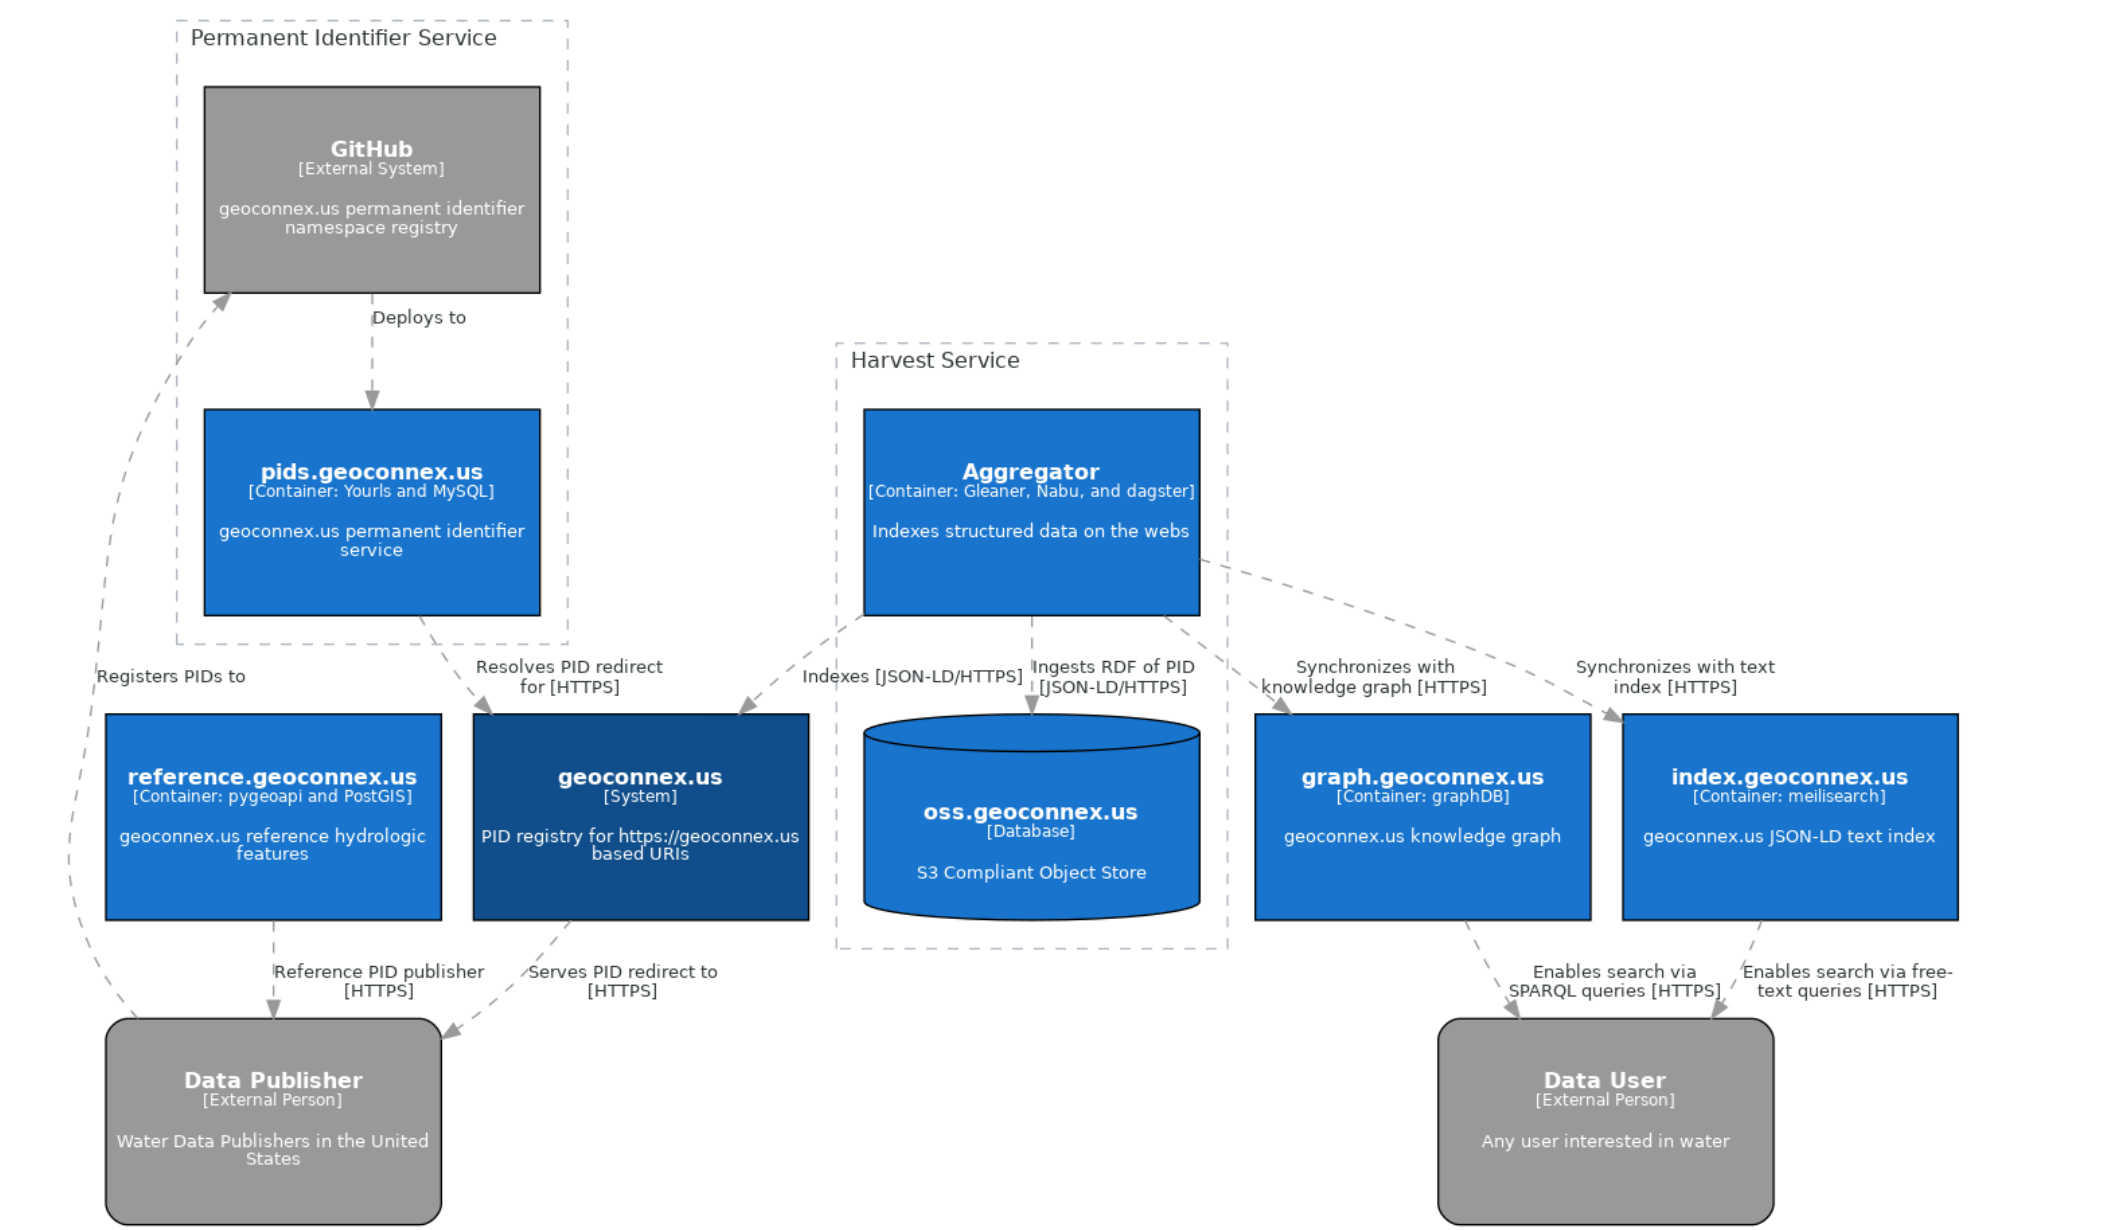 Permanent Identifier Service
GitHub
[External System]
geoconnex.us permanent identifier
namespace registry
Deploys to
Harvest Service
pids.geoconnex.us
[Container: Yourls and MySQL]
geoconnex.us permanent identifier
service
Aggregator
[Container: Gleaner, Nabu, and dagster]
Indexes structured data on the webs
Registers PIDs to
Resolves PID redirect
for [HTTPS]
Indexes [JSON-LD/HTTPS]
Ingests RDF of PID
[JSON-LD/HTTPS]
Synchronizes with
knowledge graph [HTTPS]
Synchronizes with text
index [HTTPS]
reference.geoconnex.us
[Container: pygeoapi and PostGIS]
geoconnex.us reference hydrologic
features
geoconnex.us
[System]
PID registry for https://geoconnex.us
based URIs
oss.geoconnex.us
[Database]
S3 Compliant Object Store
graph.geoconnex.us
[Container: graphDB]
geoconnex.us knowledge graph
index.geoconnex.us
[Container: meilisearch]
geoconnex.us JSON-LD text index
Reference PID publisher
[HTTPS]
Serves PID redirect to
[HTTPS]
Enables search via
SPARQL queries [HTTPS]
Enables search via free-
text queries [HTTPS]
Data Publisher
[External Person]
Water Data Publishers in the United
States
Data User
[External Person]
Any user interested in water